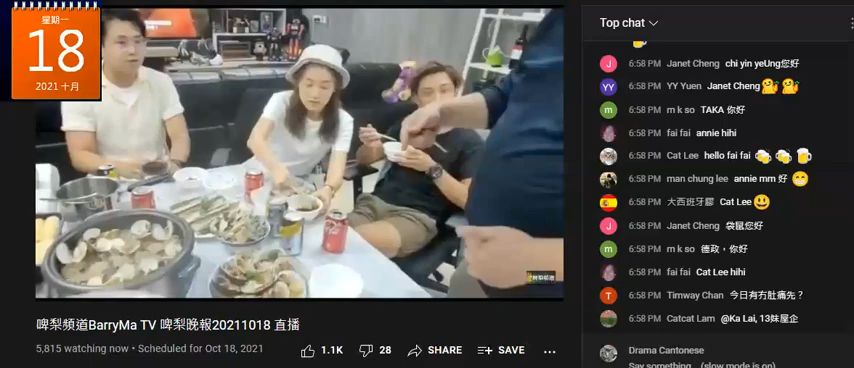 星期一
18
2021 十月
啤梨頻道BarryMa TV 啤梨晚報20211018 直播
5,815 watching now • Scheduled for Oct 18, 2021
1.1K
28
SHARE
SAVE
Top chat
6:58 PM Janet Cheng chi yin yeUng您好
YY 6:58 PM YY Yuen Janet Cheng
m 6:58 PM m k so TAKA 你好
6:58 PM fai fai annie hihi
6:58 PM Cat Lee hello fai fai
6:58 PM man chung lee annie mm 好
6:58 PM 大西班牙膠 Cat Lee
J 6:58 PM Janet Cheng 袋鼠您好
m 6:58 PM m k so 德政，你好
6:58 PM fai fai Cat Lee hihi
T 6:58 PM Timway Chan 今日有冇肚痛先？
6:58 PM Catcat Lam @Ka Lai, 13妹屋企
Drama Cantonese
Say something... (slow mode is on)